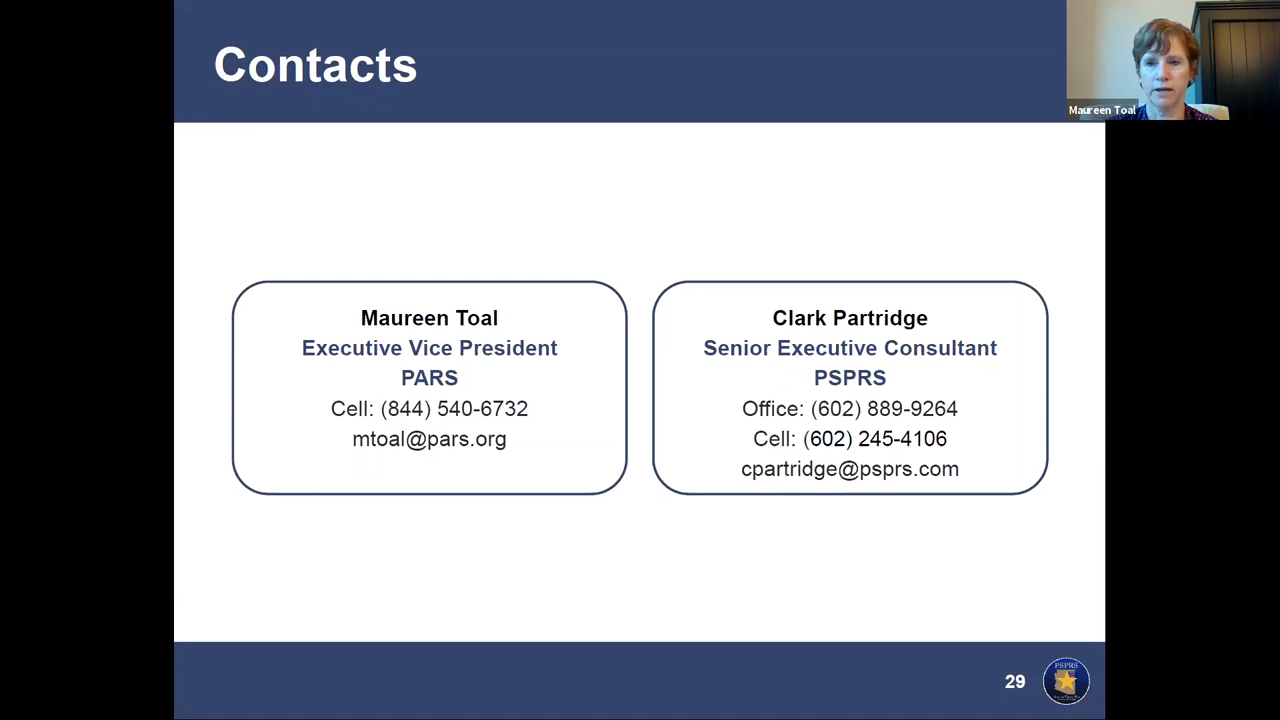 Contacts
Maureen Toal
Maureen Toal
Executive Vice President
PARS
Cell: (844) 540-6732
mtoal@pars.org
Clark Partridge
Senior Executive Consultant
PSPRS
Office: (602) 889-9264
Cell: (602) 245-4106
cpartridge@psprs.com
29
PSPRS